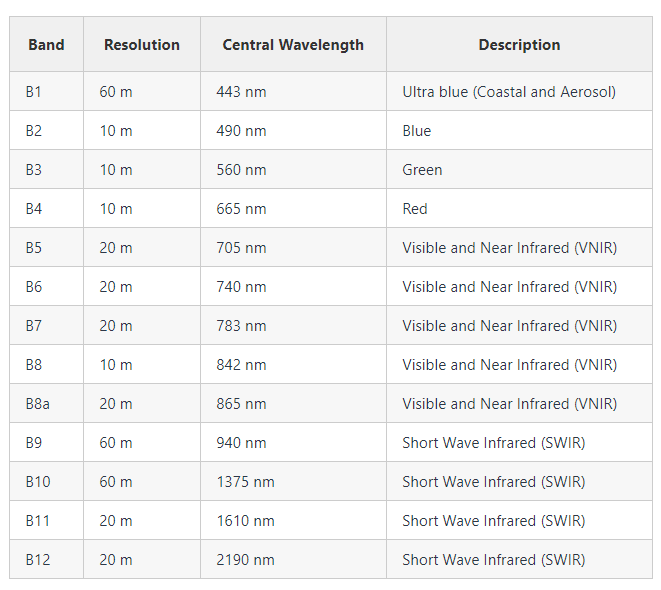 Band Resolution Central Wavelength Description
B1 60 m 443 nm Ultra blue (Coastal and Aerosol)
B2 10 m 490 nm Blue
B3 10 m 560 nm Green
B4 10 m 665 nm Red
B5 20 m 705 nm Visible and Near Infrared (VNIR)
B6 20 m 740 nm Visible and Near Infrared (VNIR)
B7 20 m 783 nm Visible and Near Infrared (VNIR)
B8 10 m 842 nm Visible and Near Infrared (VNIR)
B8a 20 m 865 nm Visible and Near Infrared (VNIR)
B9 60 m 940 nm Short Wave Infrared (SWIR)
B10 60 m 1375 nm Short Wave Infrared (SWIR)
B11 20 m 1610 nm Short Wave Infrared (SWIR)
B12 20 m 2190 nm Short Wave Infrared (SWIR)